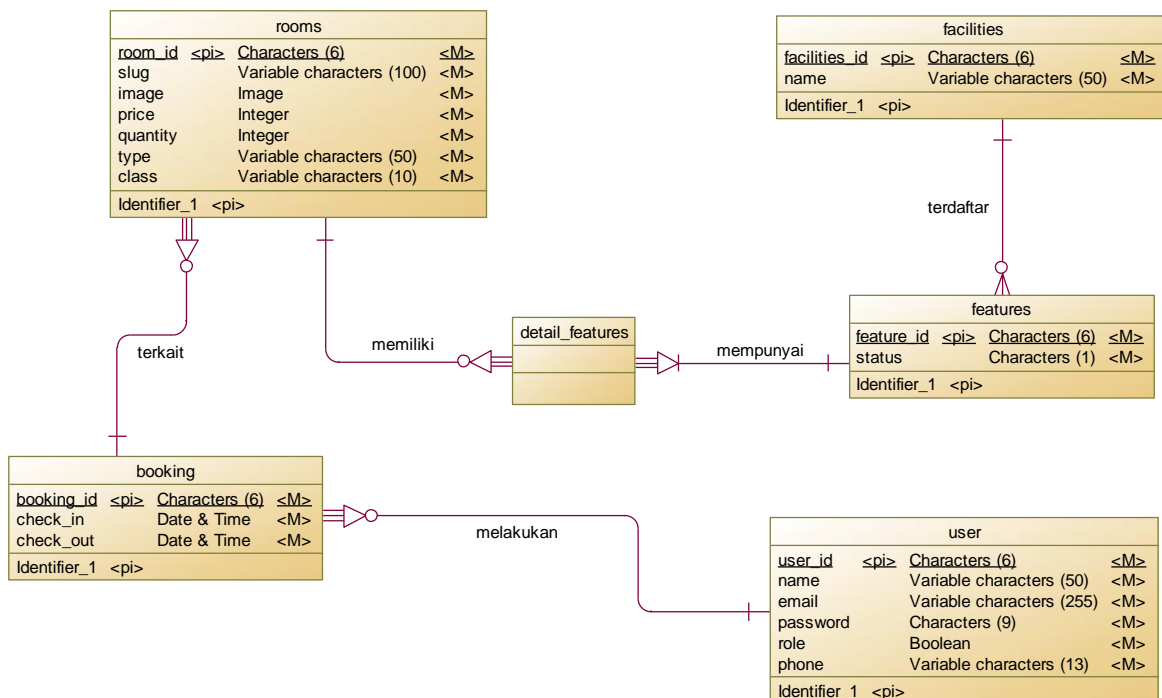 rooms
room_id <pi> Characters (6) <M>
slug Variable characters (100) <M>
image Image <M>
price Integer <M>
quantity Integer <M>
type Variable characters (50) <M>
class Variable characters (10) <M>
Identifier_1 <pi>
facilities
facilities_id <pi> Characters (6) <M>
name Variable characters (50) <M>
Identifier_1 <pi>
terdaftar
features
feature_id <pi> Characters (6) <M>
status Characters (1) <M>
Identifier_1 <pi>
detail_features
memiliki
mempunyai
terkait
booking
booking_id <pi> Characters (6) <M>
check_in Date & Time <M>
check_out Date & Time <M>
Identifier_1 <pi>
melakukan
user
user_id <pi> Characters (6) <M>
name Variable characters (50) <M>
email Variable characters (255) <M>
password Characters (9) <M>
role Boolean <M>
phone Variable characters (13) <M>
Identifier_1 <pi>